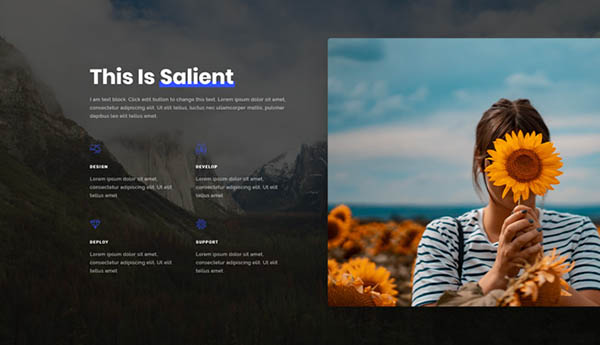 This Is Salient
I am text block. Click edit button to change this text. Lorem ipsum dolor sit amet,
consectetur adipiscing elit. Ut elit tellus, luctus nec ullamcorper mattis, pulvinar
dapibus leo elit tellus amet.
DESIGN
Lorem ipsum dolor sit amet,
consectetur adipiscing elit. Ut
tellus amet
DEVELOP
Lorem ipsum dolor sit amet,
consectetur adipiscing elit. Ut
tellus amet
DEPLOY
Lorem ipsum dolor sit amet,
consectetur adipiscing elit. Ut
tellus amet
SUPPORT
Lorem ipsum dolor sit amet,
consectetur adipiscing elit. Ut
tellus amet